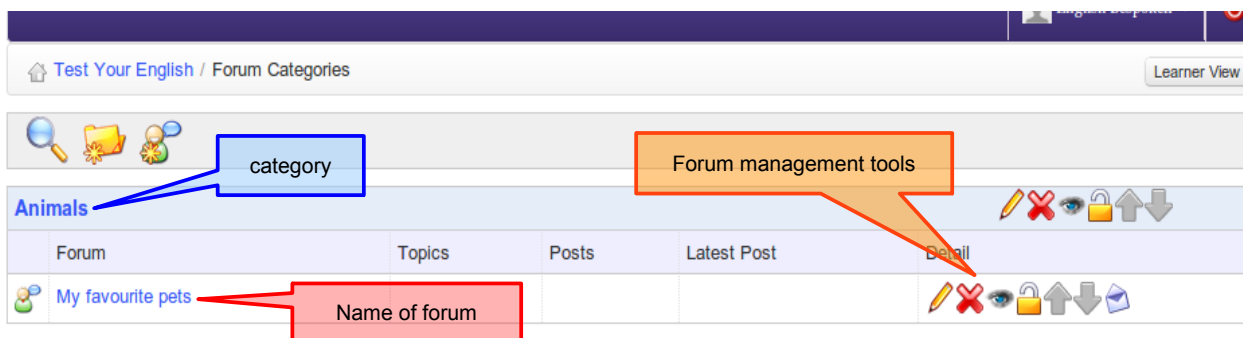 Test Your English / Forum Categories
Learner View
category
Forum management tools
Animals
Forum Topics Posts Latest Post Detail
My favourite pets
Name of forum